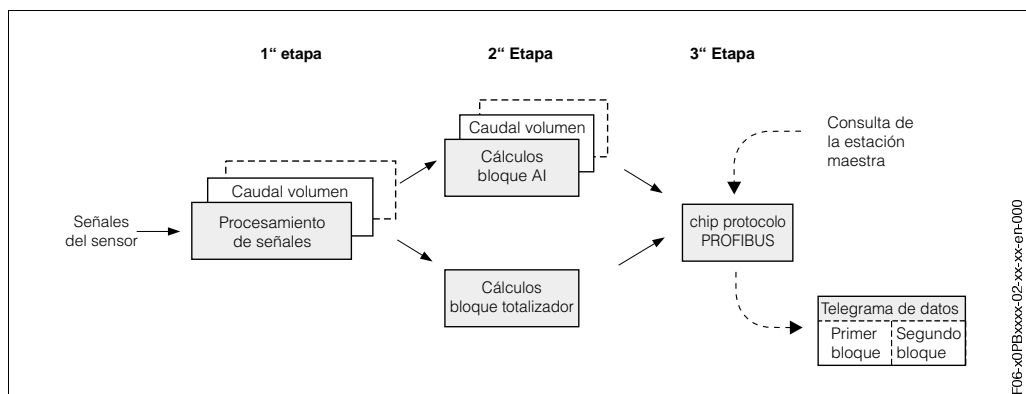 1“ etapa
2“ Etapa
3“ Etapa
Señales
del sensor
Caudal volumen
Procesamiento
de señales
Caudal volumen
Cálculos
bloque AI
Cálculos
bloque totalizador
chip protocolo
PROFIBUS
Consulta de
la estación
maestra
Telegrama de datos
Primer
bloque
Segundo
bloque
F06-x0PBxxxx-02-xx-xx-en-000